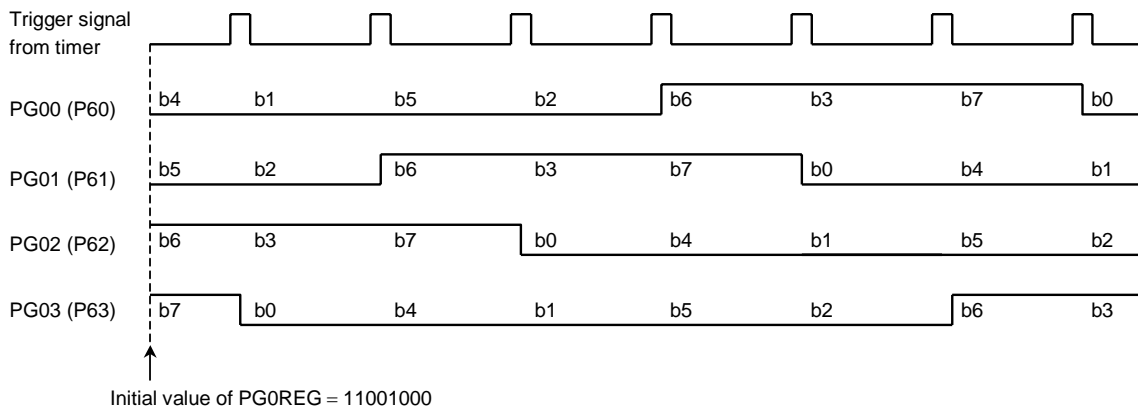 Trigger signal
from timer
PG00 (P60) b4 b1 b5 b2 b6 b3 b7 b0
PG01 (P61) b5 b2 b6 b3 b7 b0 b4 b1
PG02 (P62) b6 b3 b7 b0 b4 b1 b5 b2
PG03 (P63) b7 b0 b4 b1 b5 b2 b6 b3
Initial value of PG0REG = 11001000